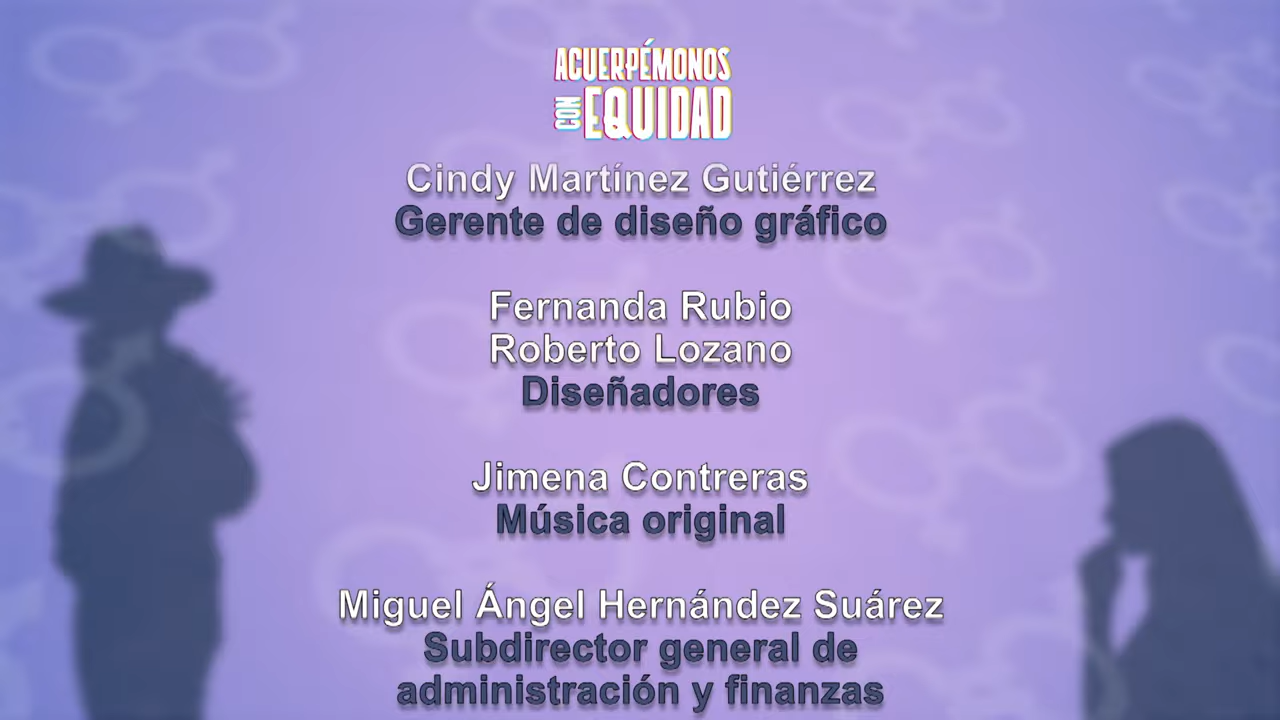 ACUERPÉMONOS
CON EQUIDAD
Cindy Martínez Gutiérrez
Gerente de diseño gráfico
Fernanda Rubio
Roberto Lozano
Diseñadores
Jimena Contreras
Música original
Miguel Ángel Hernández Suárez
Subdirector general de
administración y finanzas